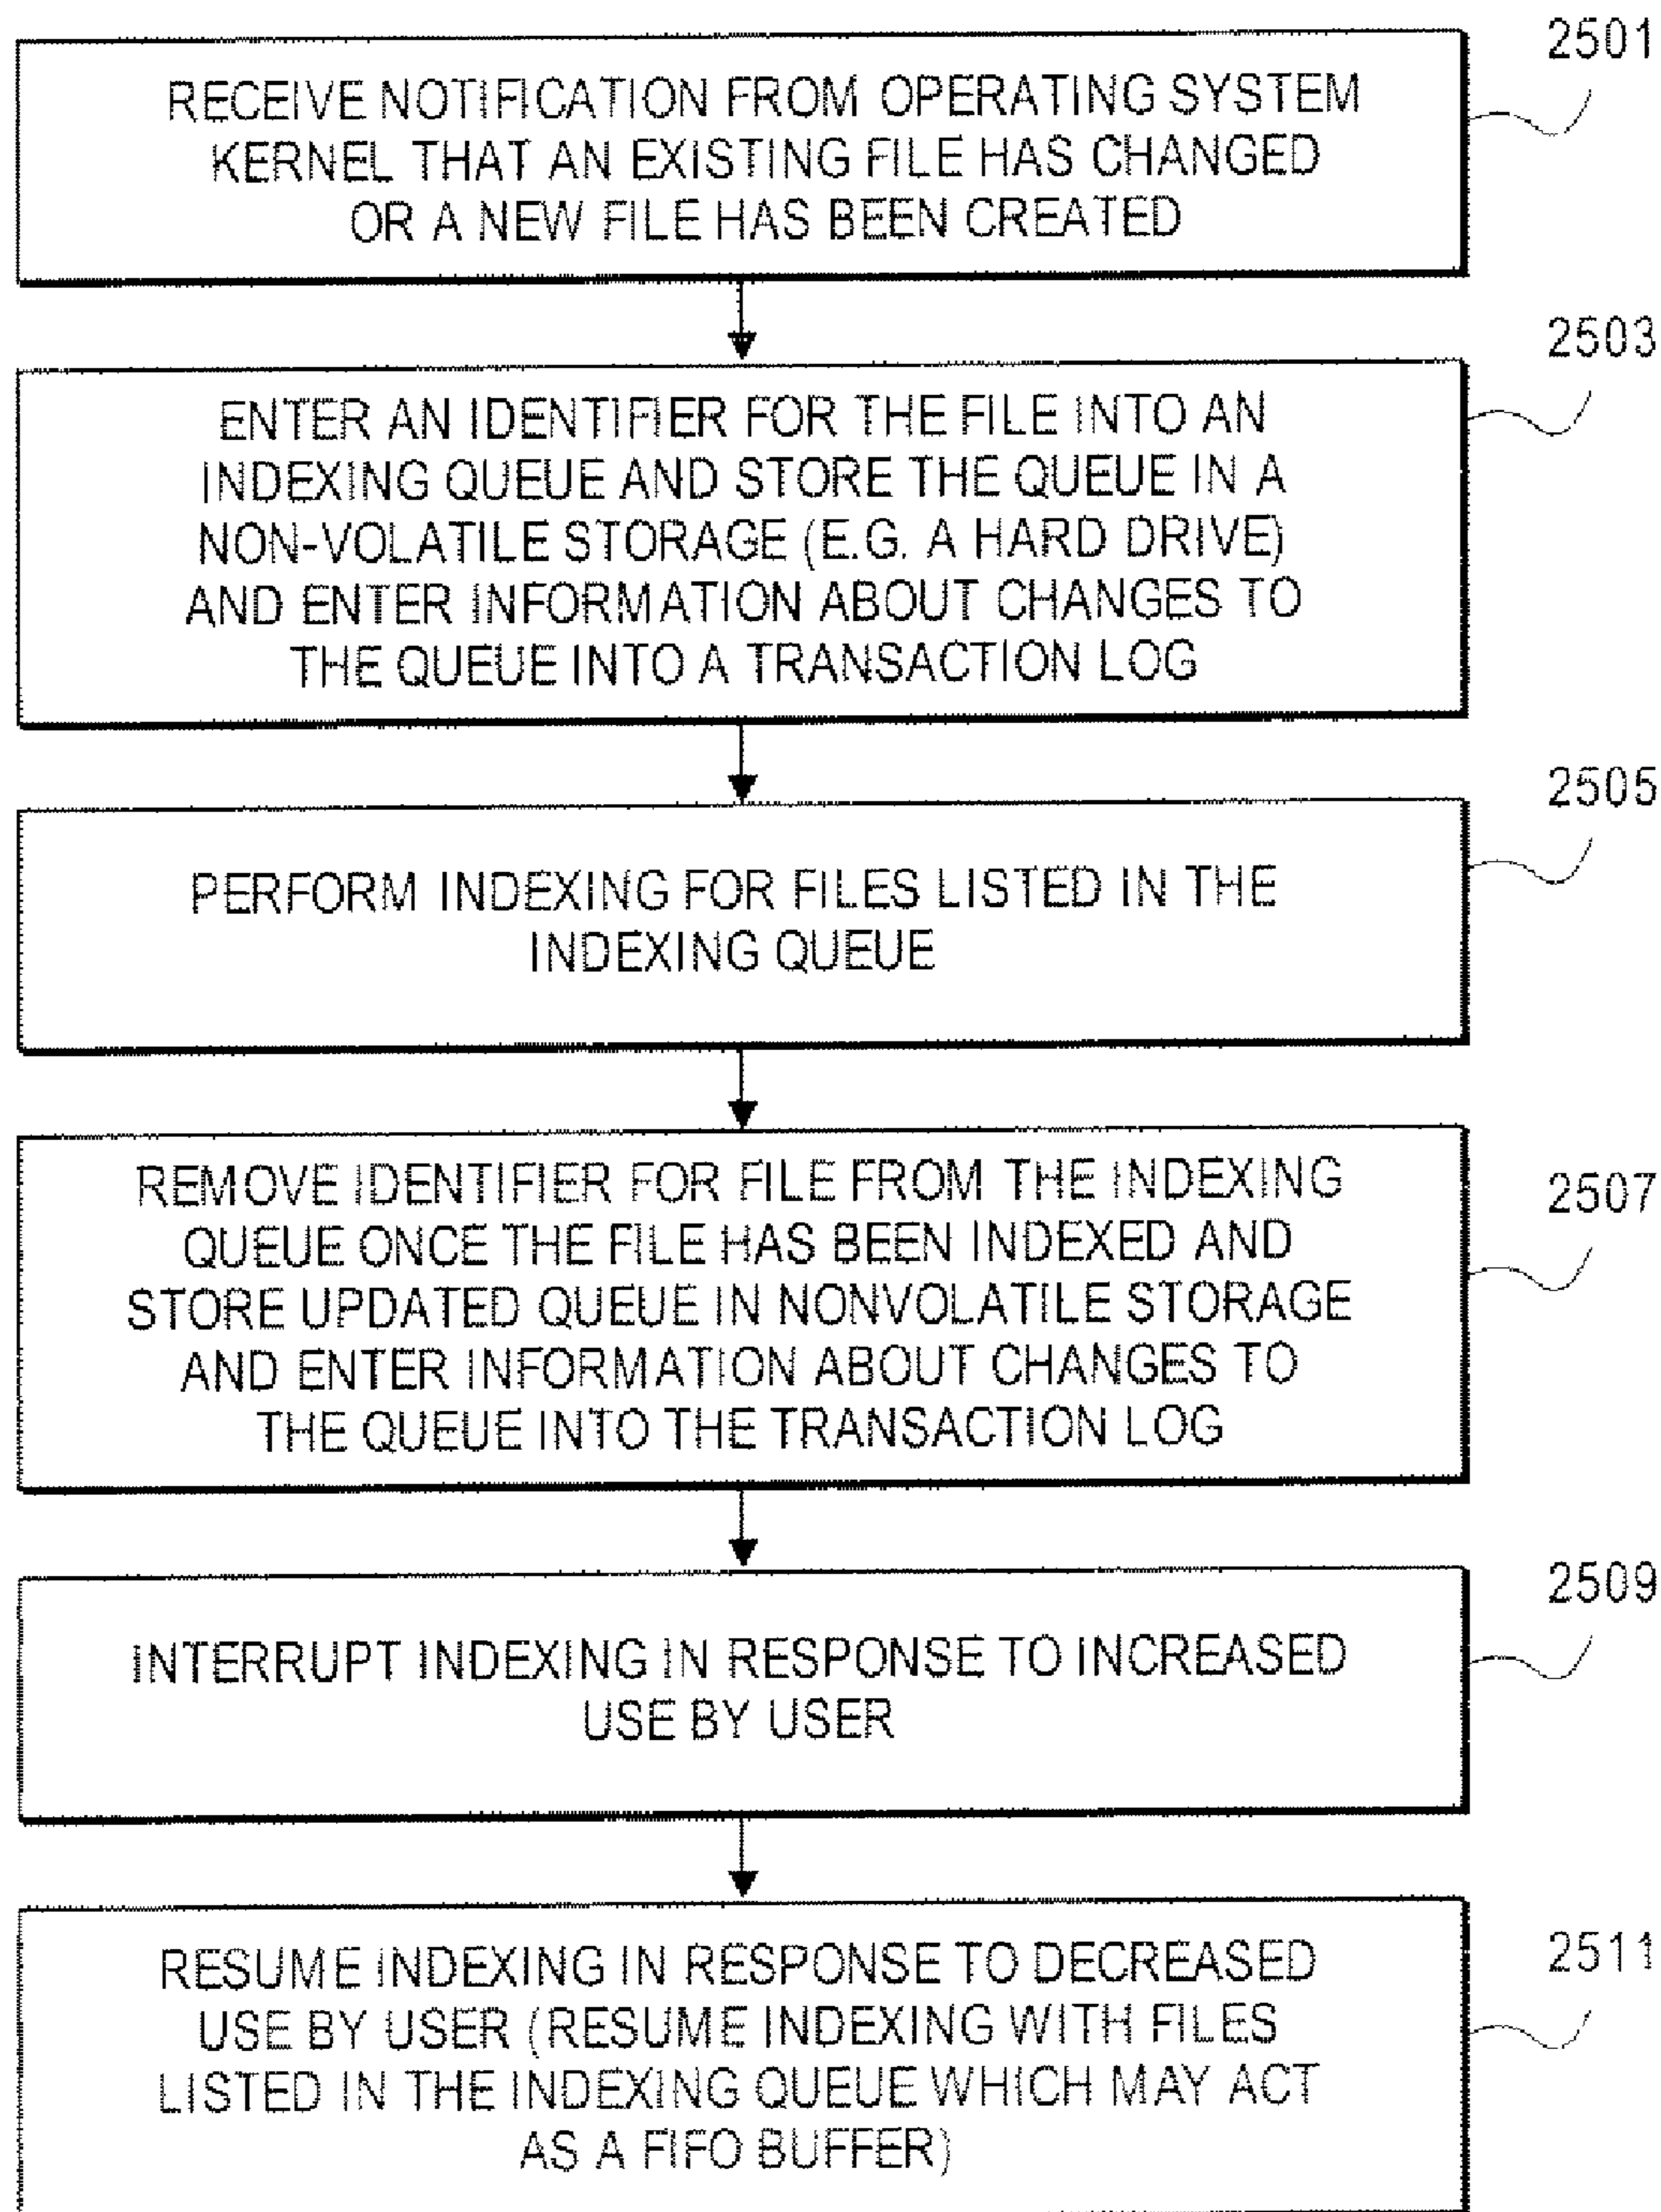 2501
RECEIVE NOTIFICATION FROM OPERATING SYSTEM
KERNEL THAT AN EXISTING FILE HAS CHANGED
OR A NEW FILE HAS BEEN CREATED
2503
ENTER AN IDENTIFIER FOR THE FILE INTO AN
INDEXING QUEUE AND STORE THE QUEUE IN A
NON-VOLATILE STORAGE (E.G. A HARD DRIVE)
AND ENTER INFORMATION ABOUT CHANGES TO
THE QUEUE INTO A TRANSACTION LOG
2505
PERFORM INDEXING FOR FILES LISTED IN THE
INDEXING QUEUE
2507
REMOVE IDENTIFIER FOR FILE FROM THE INDEXING
QUEUE ONCE THE FILE HAS BEEN INDEXED AND
STORE UPDATED QUEUE IN NONVOLATILE STORAGE
AND ENTER INFORMATION ABOUT CHANGES TO
THE QUEUE INTO THE TRANSACTION LOG
2509
INTERRUPT INDEXING IN RESPONSE TO INCREASED
USE BY USER
2511
RESUME INDEXING IN RESPONSE TO DECREASED
USE BY USER (RESUME INDEXING WITH FILES
LISTED IN THE INDEXING QUEUE WHICH MAY ACT
AS A FIFO BUFFER)